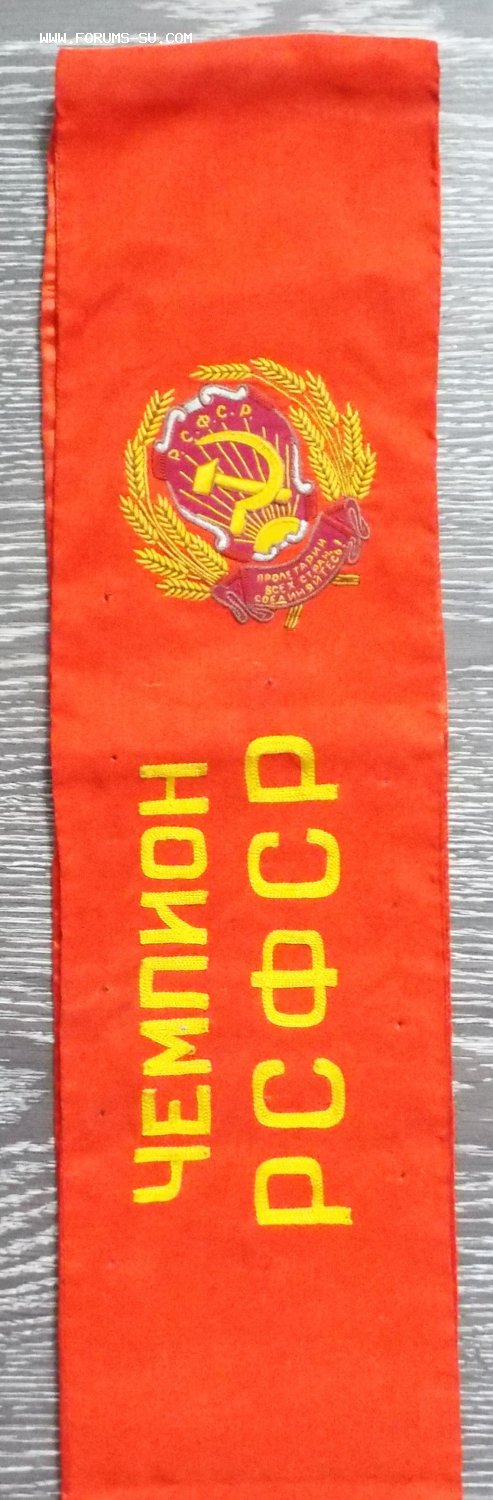 WWW.FORUMS-SU.COM
Р.С.Ф.С.Р
ПРОЛЕТАРИИ
ВСЕХ СТРАН,
СОЕДИНЯЙТЕСЬ!
ЧЕМПИОН
РСФСР